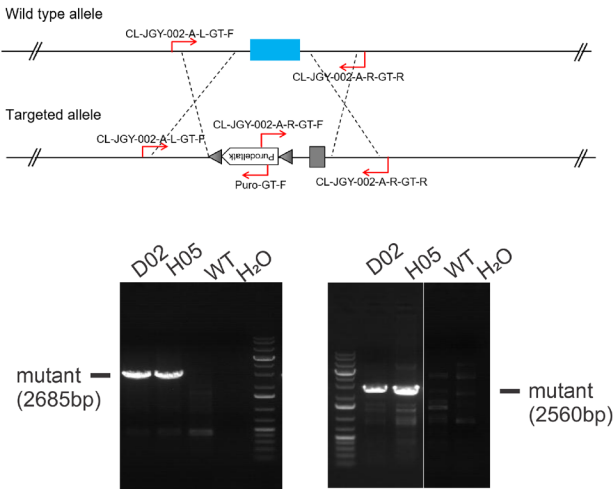 Wild type allele
CL-JGY-002-A-L-GT-F
CL-JGY-002-A-R-GT-R
Targeted allele
CL-JGY-002-A-L-GT-F
CL-JGY-002-A-R-GT-F
Purodeltatk
Puro-GT-F
CL-JGY-002-A-R-GT-R
D02 H05 WT H₂O
mutant
(2685bp)
D02 H05 WT H₂O
mutant
(2560bp)